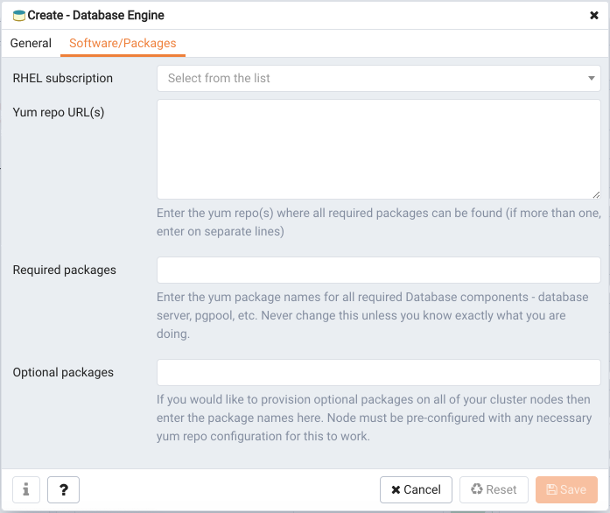 Create - Database Engine
General Software/Packages
RHEL subscription Select from the list
Yum repo URL(s)
Enter the yum repo(s) where all required packages can be found (if more than one,
enter on separate lines)
Required packages
Enter the yum package names for all required Database components - database
server, pgpool, etc. Never change this unless you know exactly what you are
doing.
Optional packages
If you would like to provision optional packages on all of your cluster nodes then
enter the package names here. Node must be pre-configured with any necessary
yum repo configuration for this to work.
i ? Cancel Reset Save